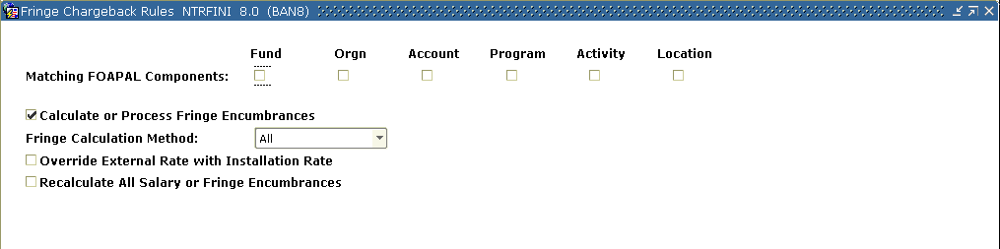 Fringe Chargeback Rules NTRFINI 8.0 (BAN8)
Fund Orgn Account Program Activity Location
Matching FOAPAL Components:
Calculate or Process Fringe Encumbrances
Fringe Calculation Method: All
Override External Rate with Installation Rate
Recalculate All Salary or Fringe Encumbrances